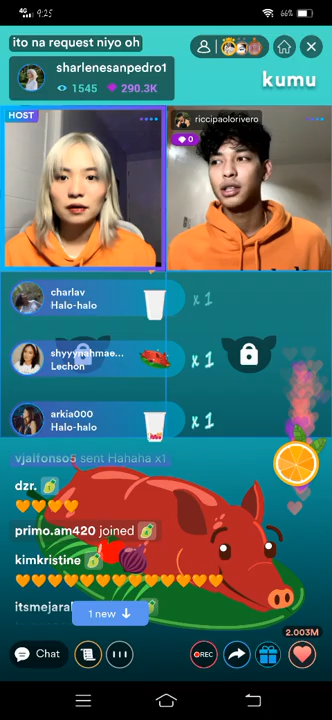 4G 9:25 66%
ito na request niyo oh
sharlenesanpedro1
1545 290.3K
kumu
HOST
riccipaolorivero
0
charlav
Halo-halo
x 1
shyyynahmae...
Lechon
x 1
arkia000
Halo-halo
x 1
vjalfonso5 sent Hahaha x1
dzr.
primo.am420 joined
kimkristine
itsmejara
1 new
2.003M
Chat
REC